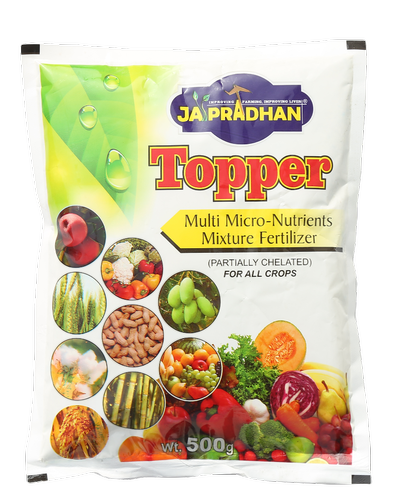 IMPROVING FARMING, IMPROVING LIVES
JAI PRADHAN®
Topper
Multi Micro-Nutrients
Mixture Fertilizer
(PARTIALLY CHELATED)
FOR ALL CROPS
Wt. 500g